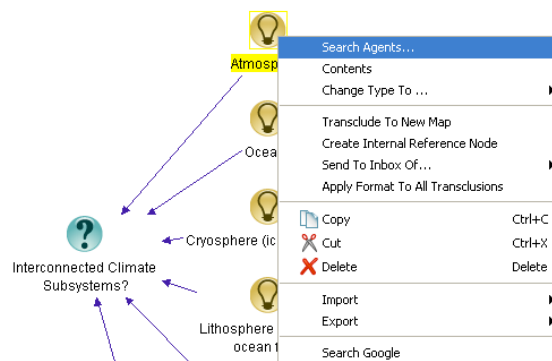 Search Agents...
Atmosp
Contents
Change Type To ...
Transclude To New Map
Create Internal Reference Node
Ocea
Send To Inbox Of...
Apply Format To All Transclusions
Copy Ctrl+C
Cut Ctrl+X
Cryosphere (ic
Delete Delete
Interconnected Climate
Subsystems?
Import
Export
Lithosphere
ocean
Search Google